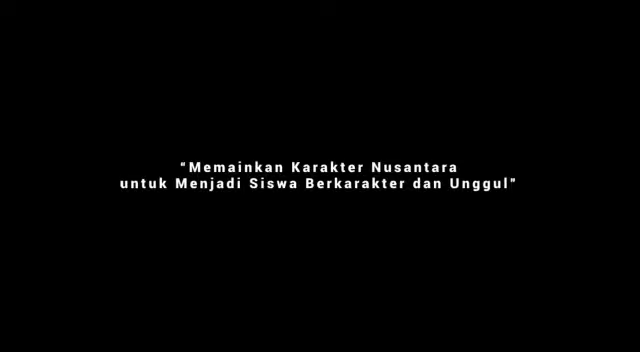 “Memainkan Karakter Nusantara
untuk Menjadi Siswa Berkarakter dan Unggul”